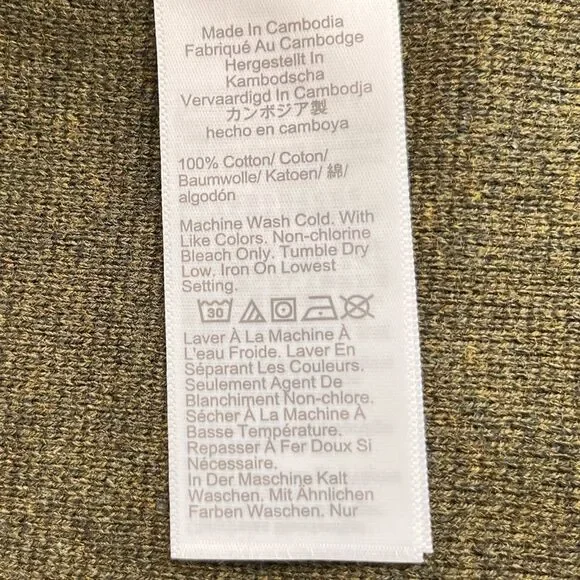 Made In Cambodia
Fabriqué Au Cambodge
Hergestellt In
Kambodscha
Vervaardigd In Cambodja
カンボジア製
hecho en camboya
100% Cotton/ Coton/
Baumwolle/ Katoen/ 綿/
algodón
Machine Wash Cold. With
Like Colors. Non-chlorine
Bleach Only. Tumble Dry
Low. Iron On Lowest
Setting.
30
Laver À La Machine À
L'eau Froide. Laver En
Séparant Les Couleurs.
Seulement Agent De
Blanchiment Non-chlore.
Sécher À La Machine À
Basse Température.
Repasser À Fer Doux Si
Nécessaire.
In Der Maschine Kalt
Waschen. Mit Ähnlichen
Farben Waschen. Nur